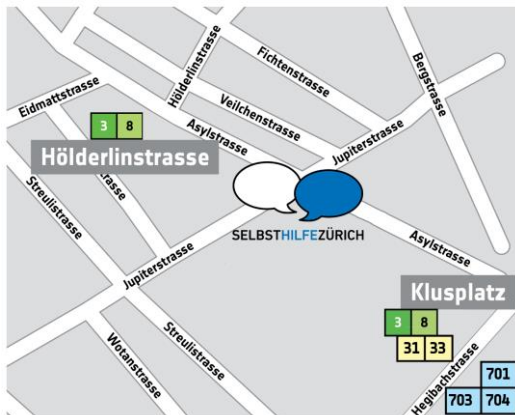 Fichtenstrasse
Bergstrasse
Hölderlinstrasse
Eidmattstrasse
Veilchenstrasse
3 8
Asylstrasse
Jupiterstrasse
Hölderlinstrasse
Streulistrasse
SELBSTHILFEZÜRICH
Asylstrasse
Jupiterstrasse
Klusplatz
3 8
31 33
Wotanstrasse
Streulistrasse
Hegibachstrasse
701
703 704